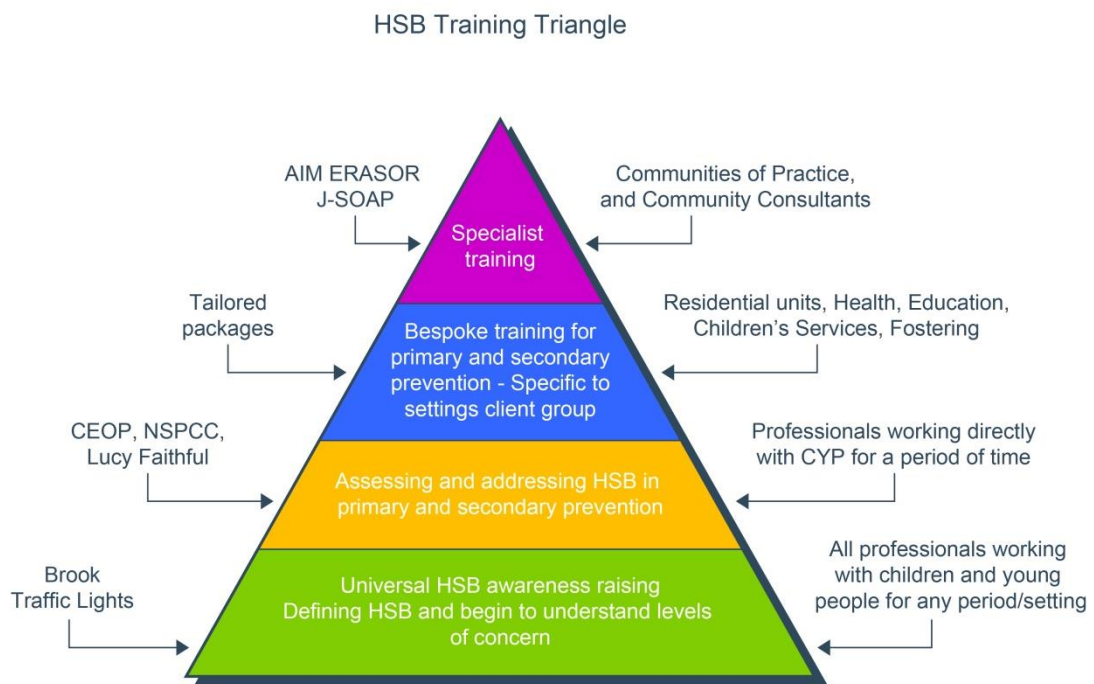 HSB Training Triangle
AIM ERASOR
J-SOAP
Specialist
training
Communities of Practice,
and Community Consultants
Tailored
packages
Bespoke training for
primary and secondary
prevention - Specific to
settings client group
Residential units, Health, Education,
Children’s Services, Fostering
CEOP, NSPCC,
Lucy Faithful
Assessing and addressing HSB in
primary and secondary prevention
Professionals working directly
with CYP for a period of time
Brook
Traffic Lights
Universal HSB awareness raising
Defining HSB and begin to understand levels
of concern
All professionals working
with children and young
people for any period/setting